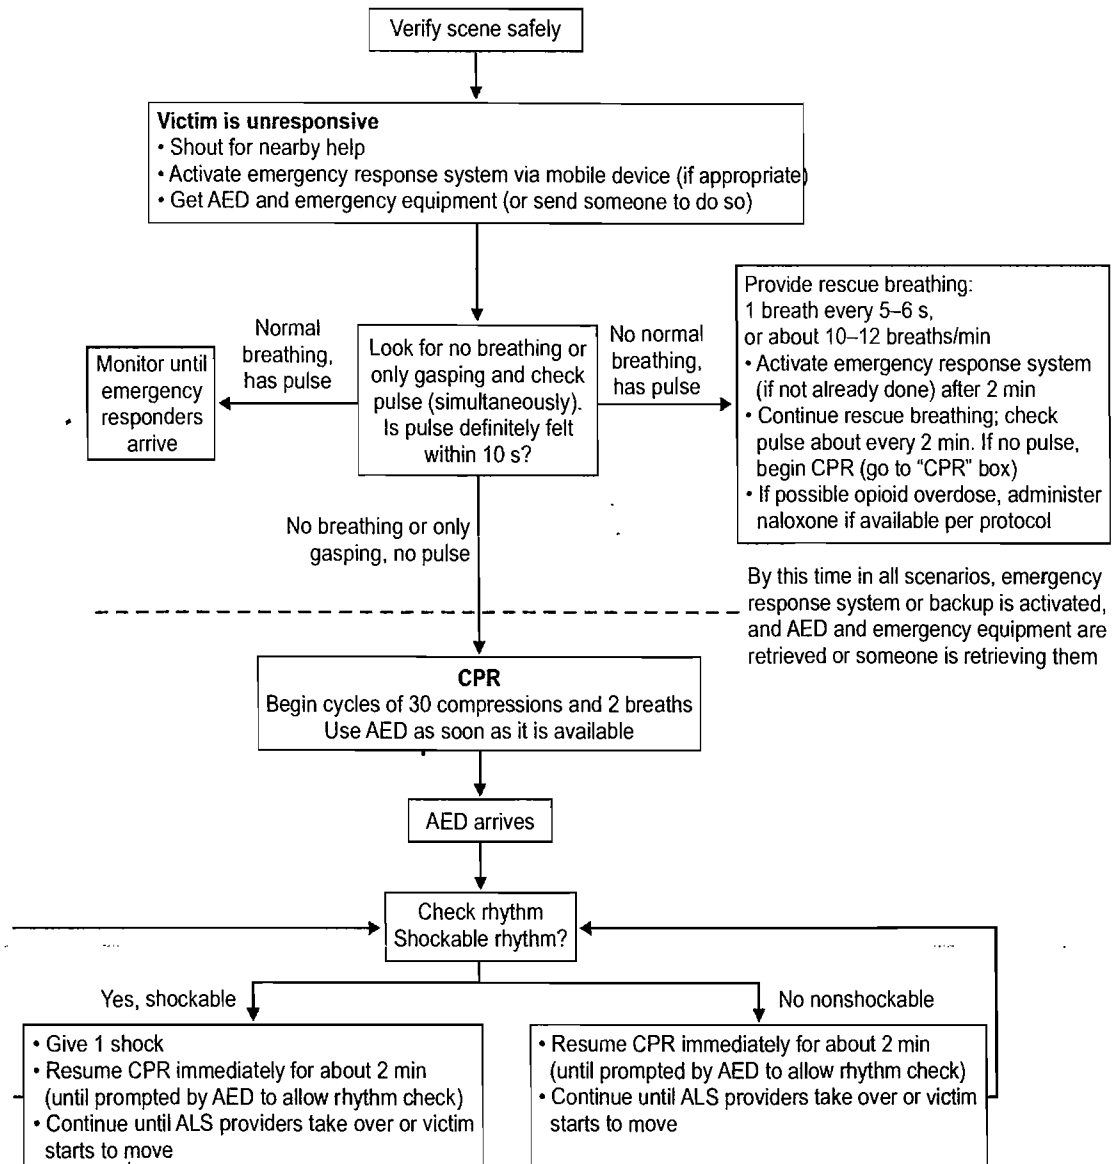 Verify scene safely
Victim is unresponsive
• Shout for nearby help
• Activate emergency response system via mobile device (if appropriate)
• Get AED and emergency equipment (or send someone to do so)
Normal
breathing,
has pulse
Monitor until
emergency
responders
arrive
Look for no breathing or
only gasping and check
pulse (simultaneously).
Is pulse definitely felt
within 10 s?
No normal
breathing,
has pulse
Provide rescue breathing:
1 breath every 5–6 s,
or about 10–12 breaths/min
• Activate emergency response system
(if not already done) after 2 min
• Continue rescue breathing; check
pulse about every 2 min. If no pulse,
begin CPR (go to “CPR” box)
• If possible opioid overdose, administer
naloxone if available per protocol
No breathing or only
gasping, no pulse
By this time in all scenarios, emergency
response system or backup is activated,
and AED and emergency equipment are
retrieved or someone is retrieving them
CPR
Begin cycles of 30 compressions and 2 breaths
Use AED as soon as it is available
AED arrives
Check rhythm
Shockable rhythm?
Yes, shockable
No nonshockable
• Give 1 shock
• Resume CPR immediately for about 2 min
(until prompted by AED to allow rhythm check)
• Continue until ALS providers take over or victim
starts to move
• Resume CPR immediately for about 2 min
(until prompted by AED to allow rhythm check)
• Continue until ALS providers take over or victim
starts to move